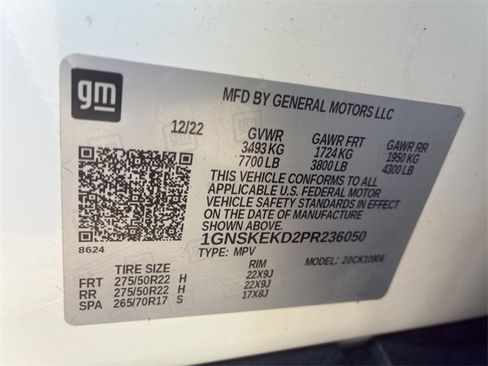 gm
MFD BY GENERAL MOTORS LLC
12/22 GVWR GAWR FRT GAWR RR
3493 KG 1724 KG 1950 KG
7700 LB 3800 LB 4300 LB
THIS VEHICLE CONFORMS TO ALL
APPLICABLE U.S. FEDERAL MOTOR
VEHICLE SAFETY STANDARDS IN EFFECT
ON THE DATE OF MANUFACTURE
SHOWN ABOVE.
8624 1GNSKEKD2PR236050
TYPE: MPV MODEL: 20CK10906
TIRE SIZE RIM
FRT 275/50R22 H 22X9J
RR 275/50R22 H 22X9J
SPA 265/70R17 S 17X8J